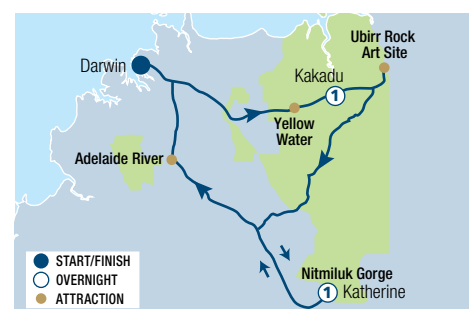 Ubirr Rock
Art Site
Darwin
Kakadu
1
Yellow
Water
Adelaide River
START/FINISH
OVERNIGHT
ATTRACTION
Nitmiluk Gorge
1 Katherine